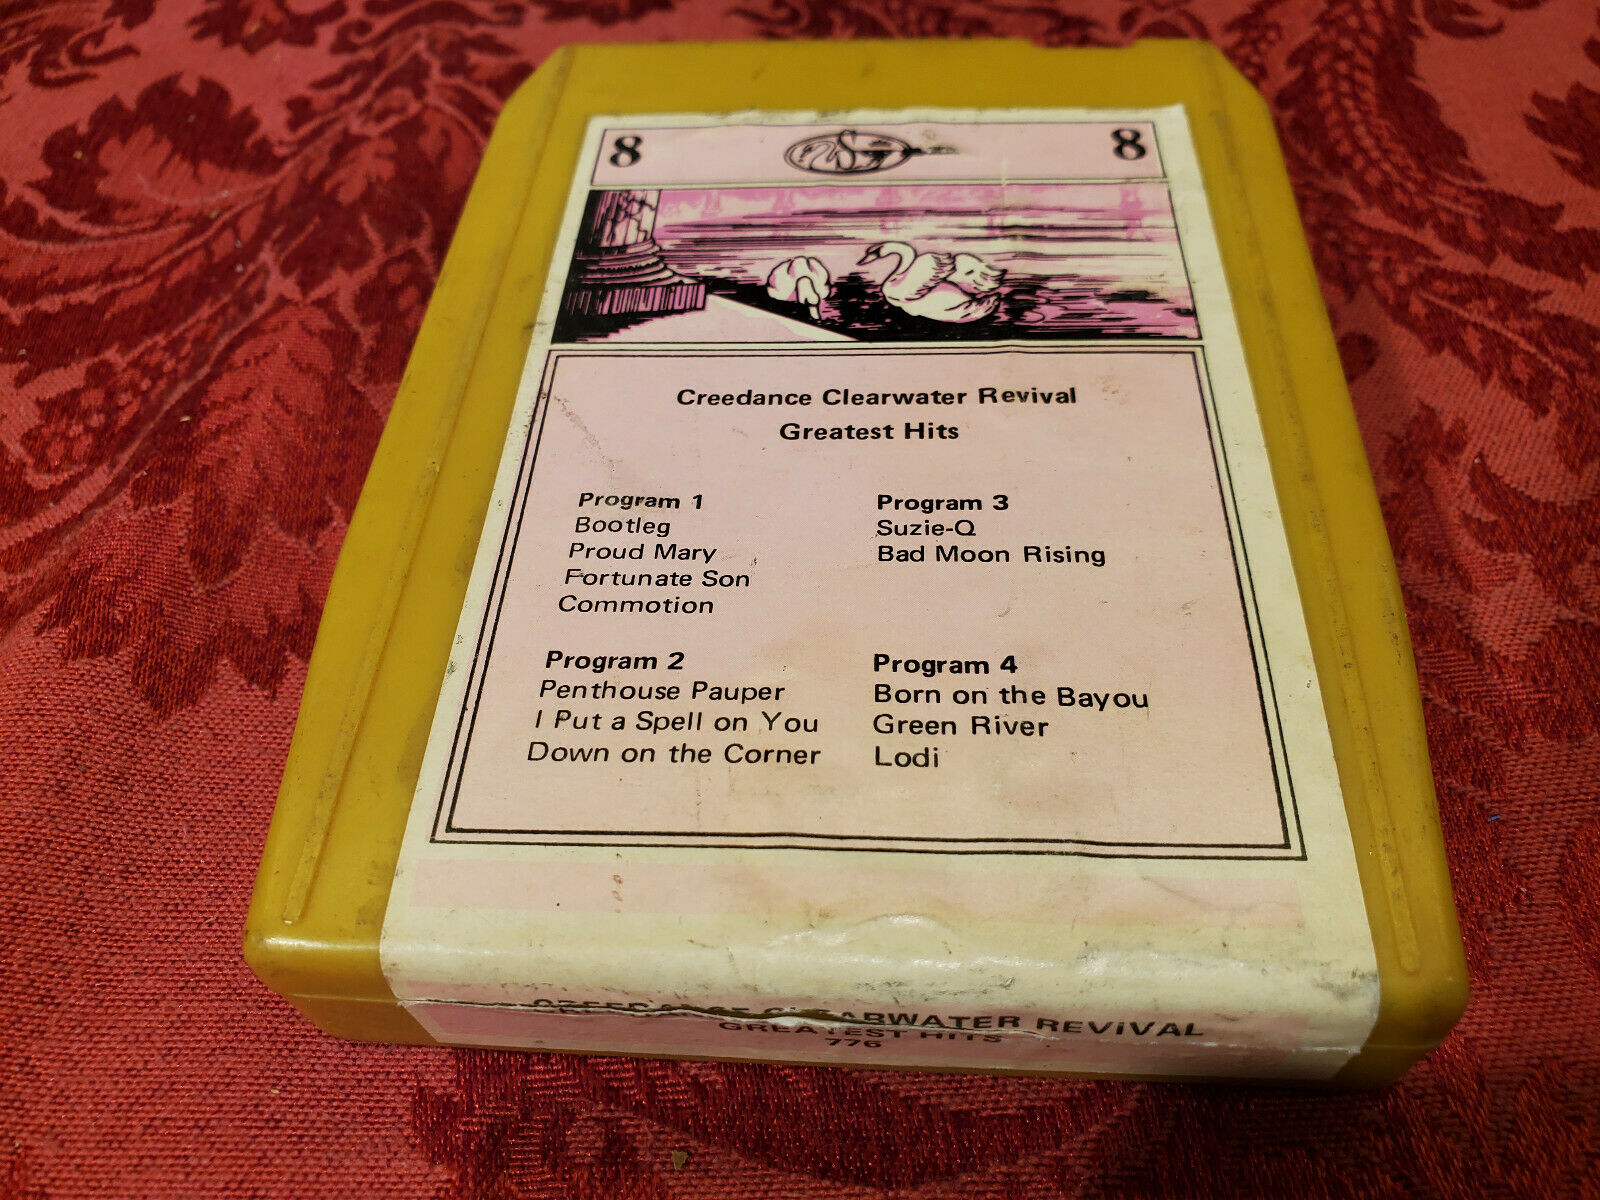 8 8
Creedance Clearwater Revival
Greatest Hits
Program 1
Bootleg
Proud Mary
Fortunate Son
Commotion
Program 2
Penthouse Pauper
I Put a Spell on You
Down on the Corner
Program 3
Suzie-Q
Bad Moon Rising
Program 4
Born on the Bayou
Green River
Lodi
CREEDANCE CLEARWATER REVIVAL
GREATEST HITS
776